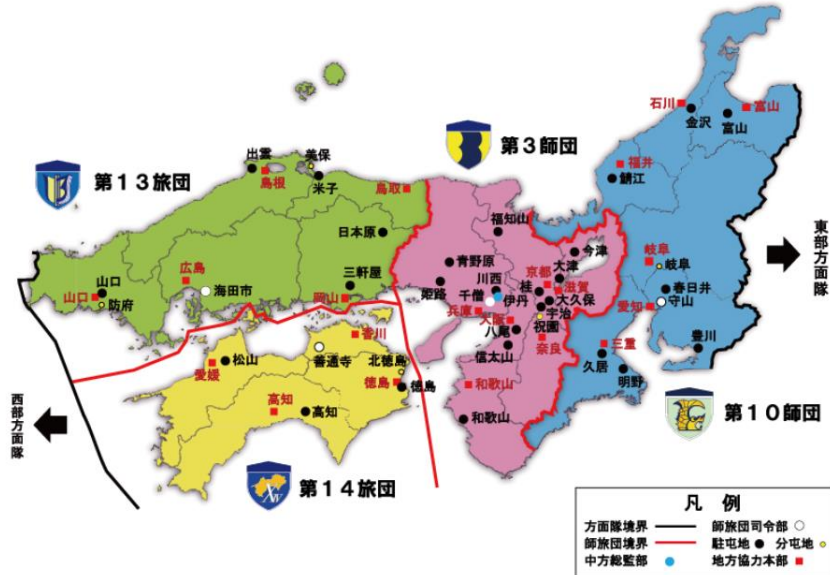 第13旅団
第3師団
第10師団
第14旅団
東部方面隊
西部方面隊
石川
金沢
富山
富山
福井
鯖江
岐阜
岐阜
春日井
愛知
守山
豊川
三重
久居
明野
出雲
島根
美保
米子
鳥取
日本原
広島
海田市
三軒屋
岡山
山口
山口
防府
福知山
青野原
姫路
川西
千僧
伊丹
兵庫
大阪
八尾
信太山
今津
大津
京都
滋賀
桂
大久保
宇治
祝園
奈良
和歌山
和歌山
香川
善通寺
北徳島
徳島
徳島
松山
愛媛
高知
高知
凡 例
方面隊境界
師旅団司令部
師旅団境界
駐屯地
分屯地
中方総監部
地方協力本部